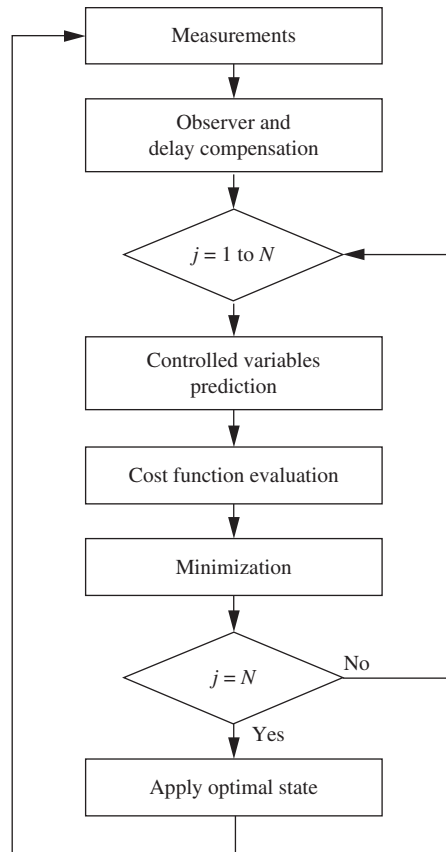 Measurements
Observer and
delay compensation
j = 1 to N
Controlled variables
prediction
Cost function evaluation
Minimization
j = N
No
Yes
Apply optimal state